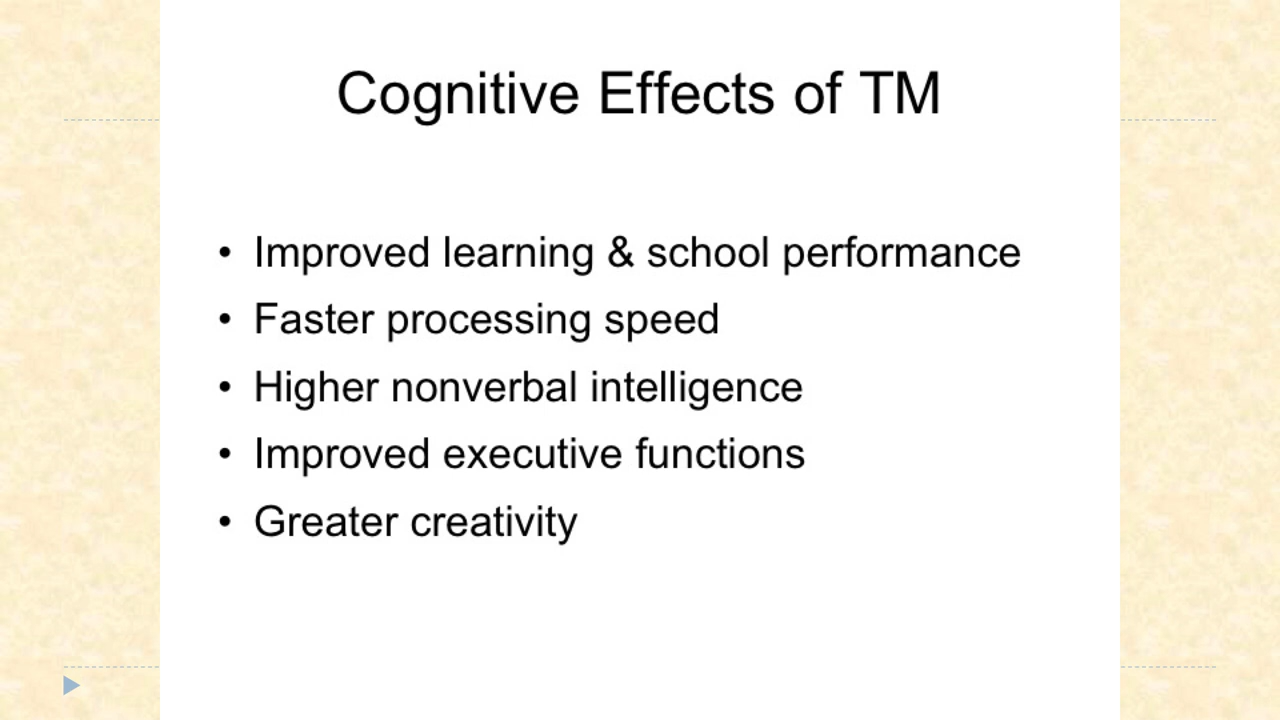 Cognitive Effects of TM
• Improved learning & school performance
• Faster processing speed
• Higher nonverbal intelligence
• Improved executive functions
• Greater creativity